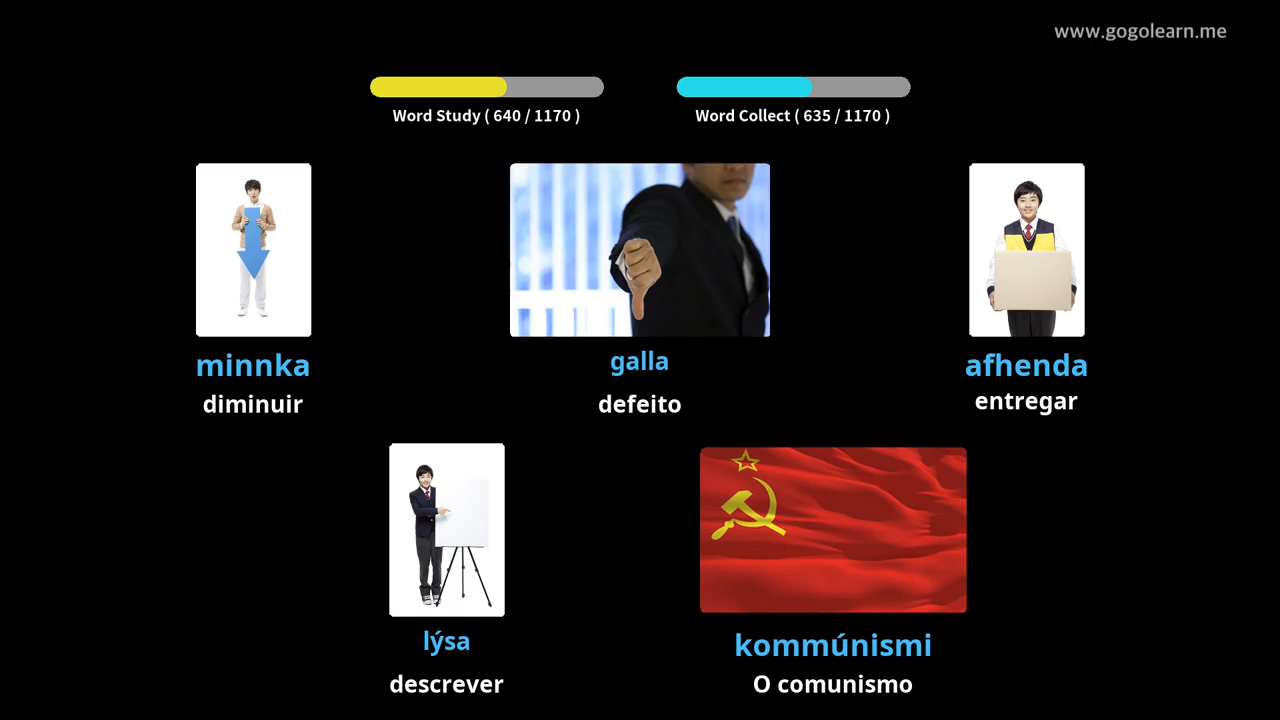 www.gogolearn.me
Word Study ( 640 / 1170 )
Word Collect ( 635 / 1170 )
minnka
diminuir
galla
defeito
afhenda
entregar
lýsa
descrever
kommúnismi
O comunismo